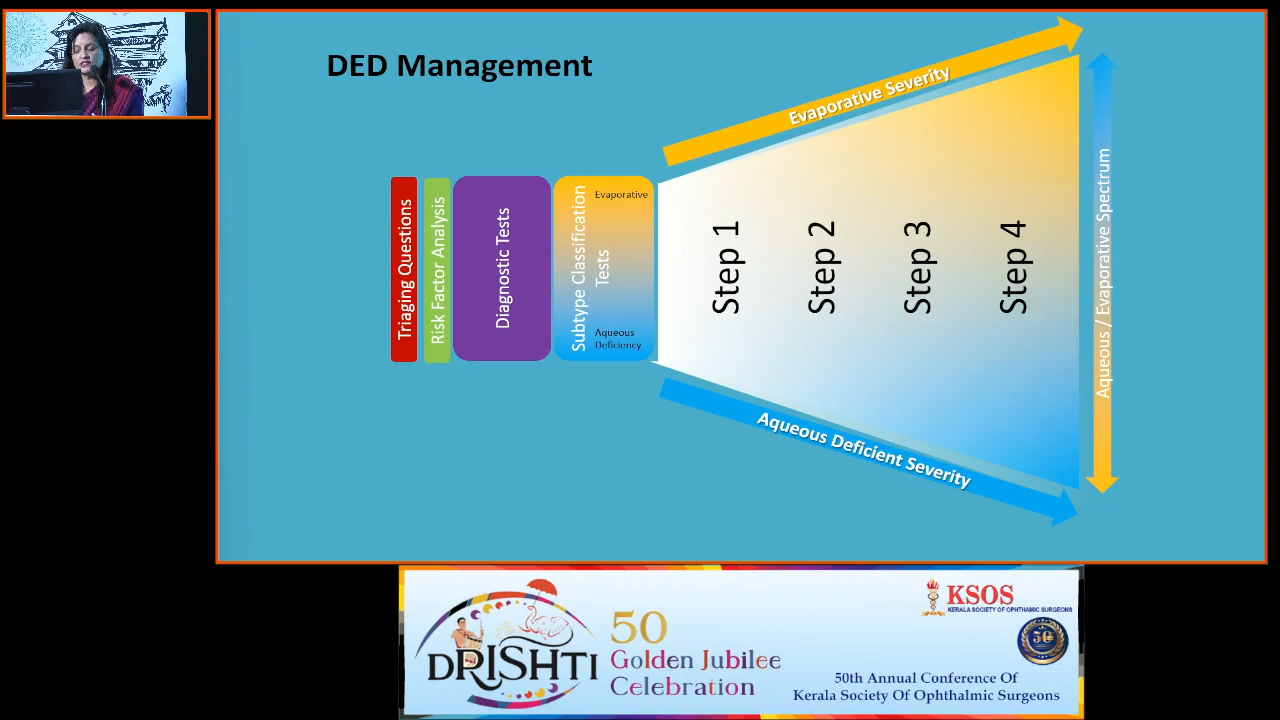 DED Management
Triaging Questions
Risk Factor Analysis
Diagnostic Tests
Subtype Classification
Tests
Evaporative
Aqueous
Deficiency
Evaporative Severity
Step 1
Step 2
Step 3
Step 4
Aqueous Deficient Severity
Aqueous / Evaporative Spectrum
DRISHTI
50
Golden Jubilee
Celebration
KSOS
KERALA SOCIETY OF OPHTHAMIC SURGEONS
50
50th Annual Conference Of
Kerala Society Of Ophthalmic Surgeons